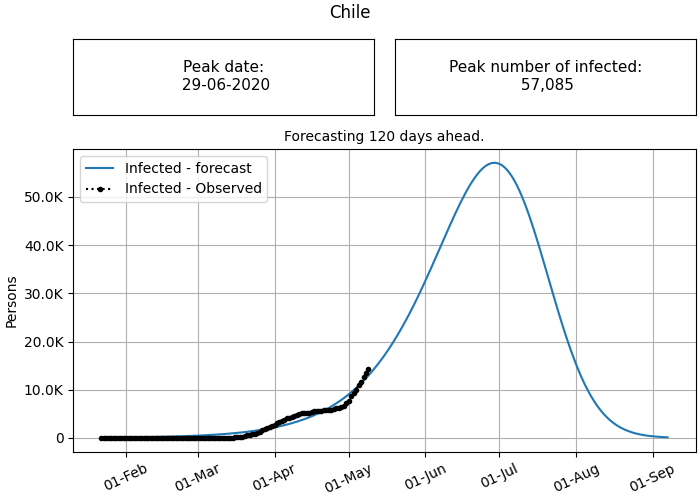 Chile
Peak date:
29-06-2020
Peak number of infected:
57,085
Forecasting 120 days ahead.
Infected - forecast
Infected - Observed
Persons
50.0K
40.0K
30.0K
20.0K
10.0K
0
01-Feb
01-Mar
01-Apr
01-May
01-Jun
01-Jul
01-Aug
01-Sep